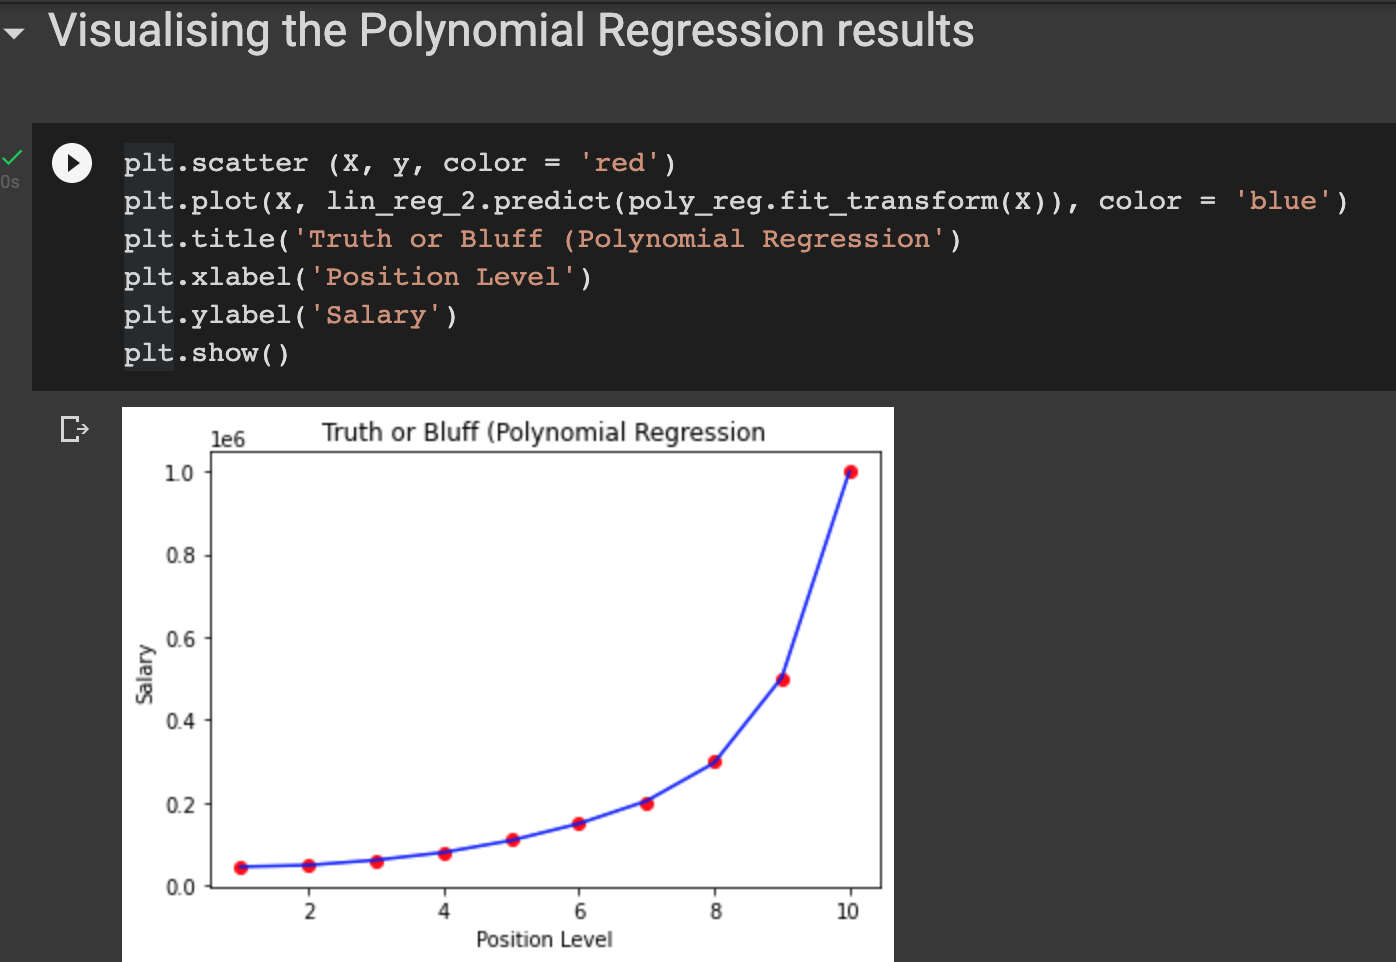 Visualising the Polynomial Regression results
0s
plt.scatter (X, y, color = 'red')
plt.plot(X, lin_reg_2.predict(poly_reg.fit_transform(X)), color = 'blue')
plt.title('Truth or Bluff (Polynomial Regression')
plt.xlabel('Position Level')
plt.ylabel('Salary')
plt.show()
Truth or Bluff (Polynomial Regression
1e6
1.0
0.8
0.6
0.4
0.2
0.0
Salary
2 4 6 8 10
Position Level